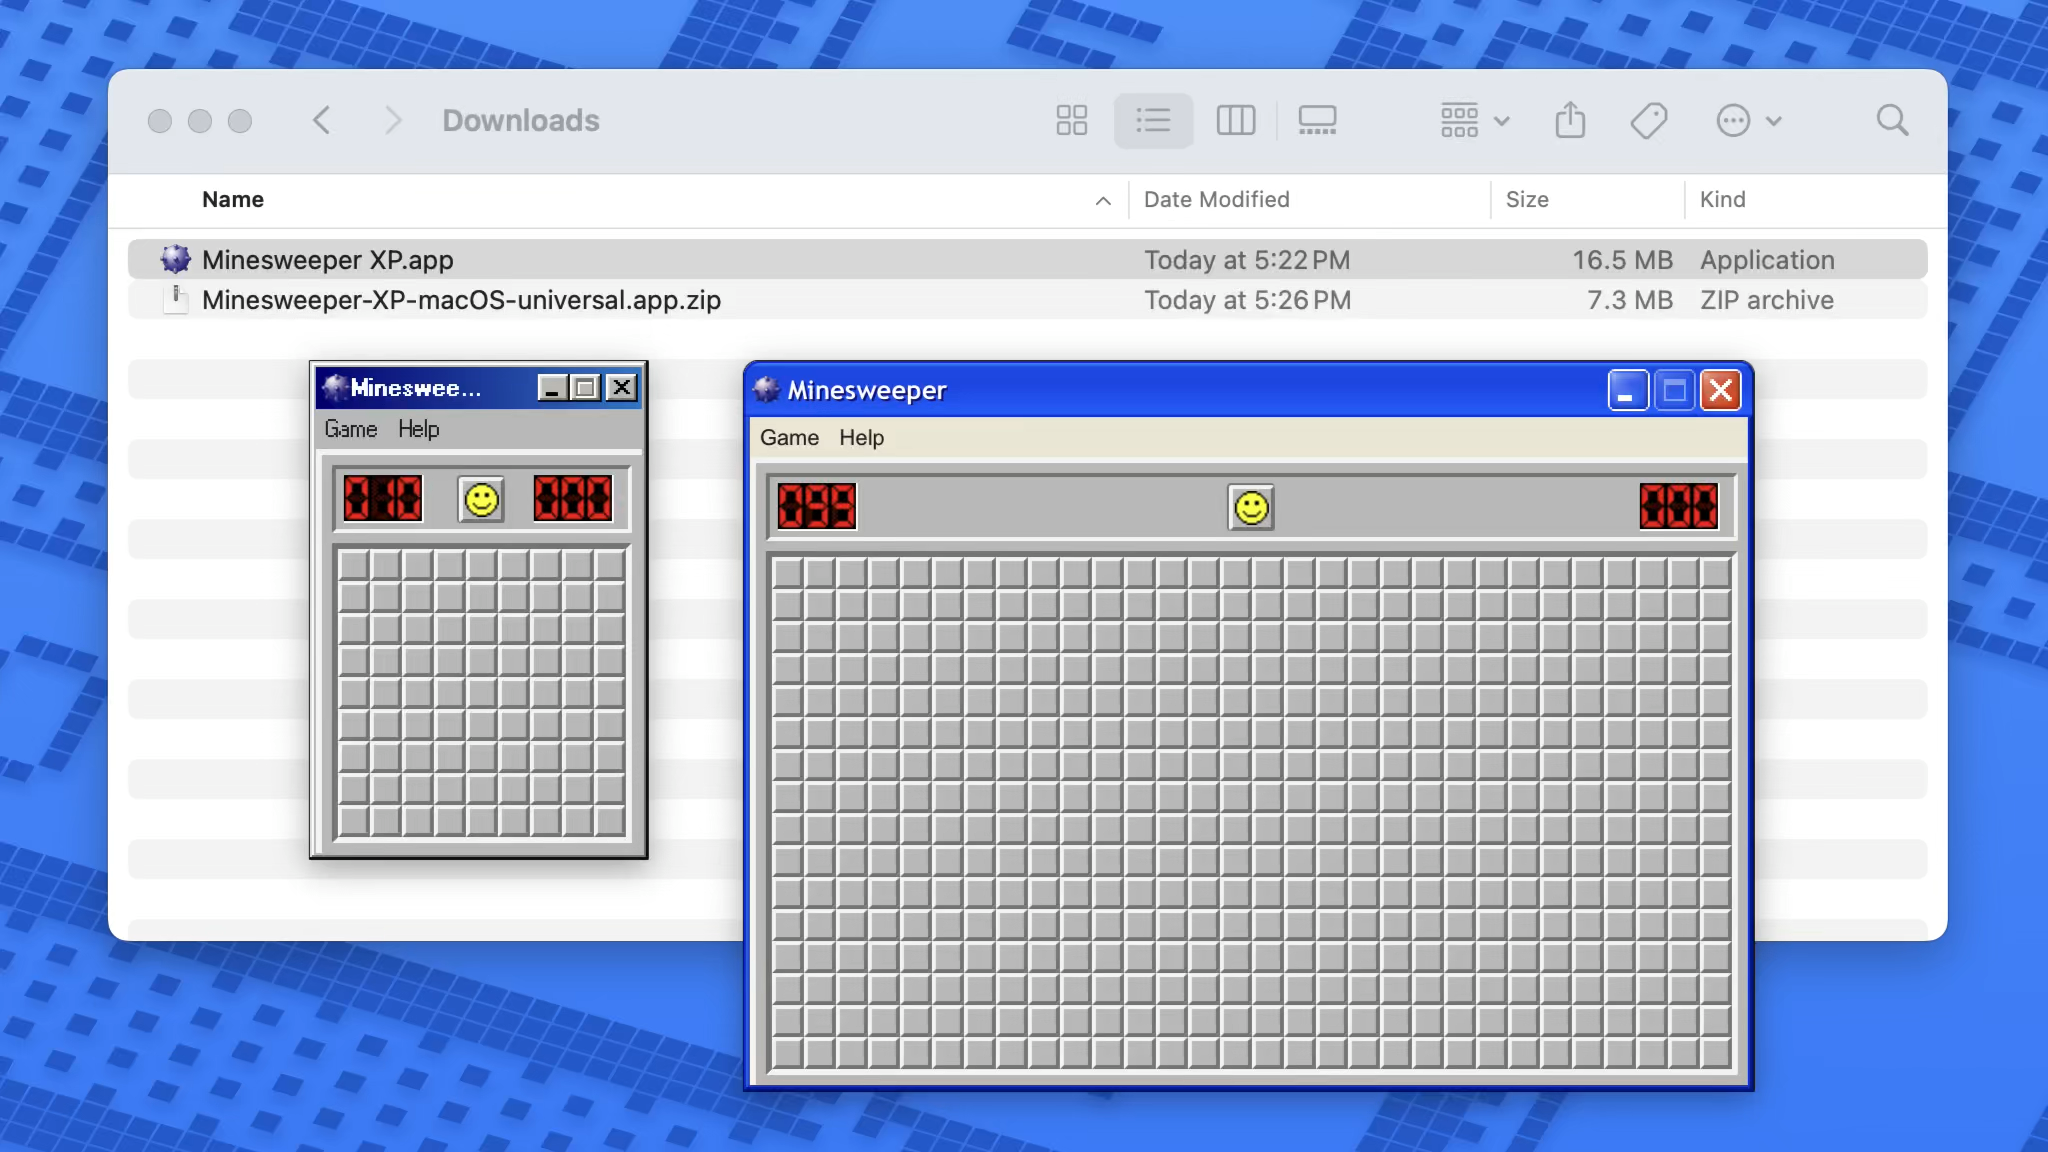 Downloads
Name Date Modified Size Kind
Minesweeper XP.app Today at 5:22 PM 16.5 MB Application
Minesweeper-XP-macOS-universal.app.zip Today at 5:26 PM 7.3 MB ZIP archive
Mineswee...
Game Help
010 000
Minesweeper
Game Help
099 000